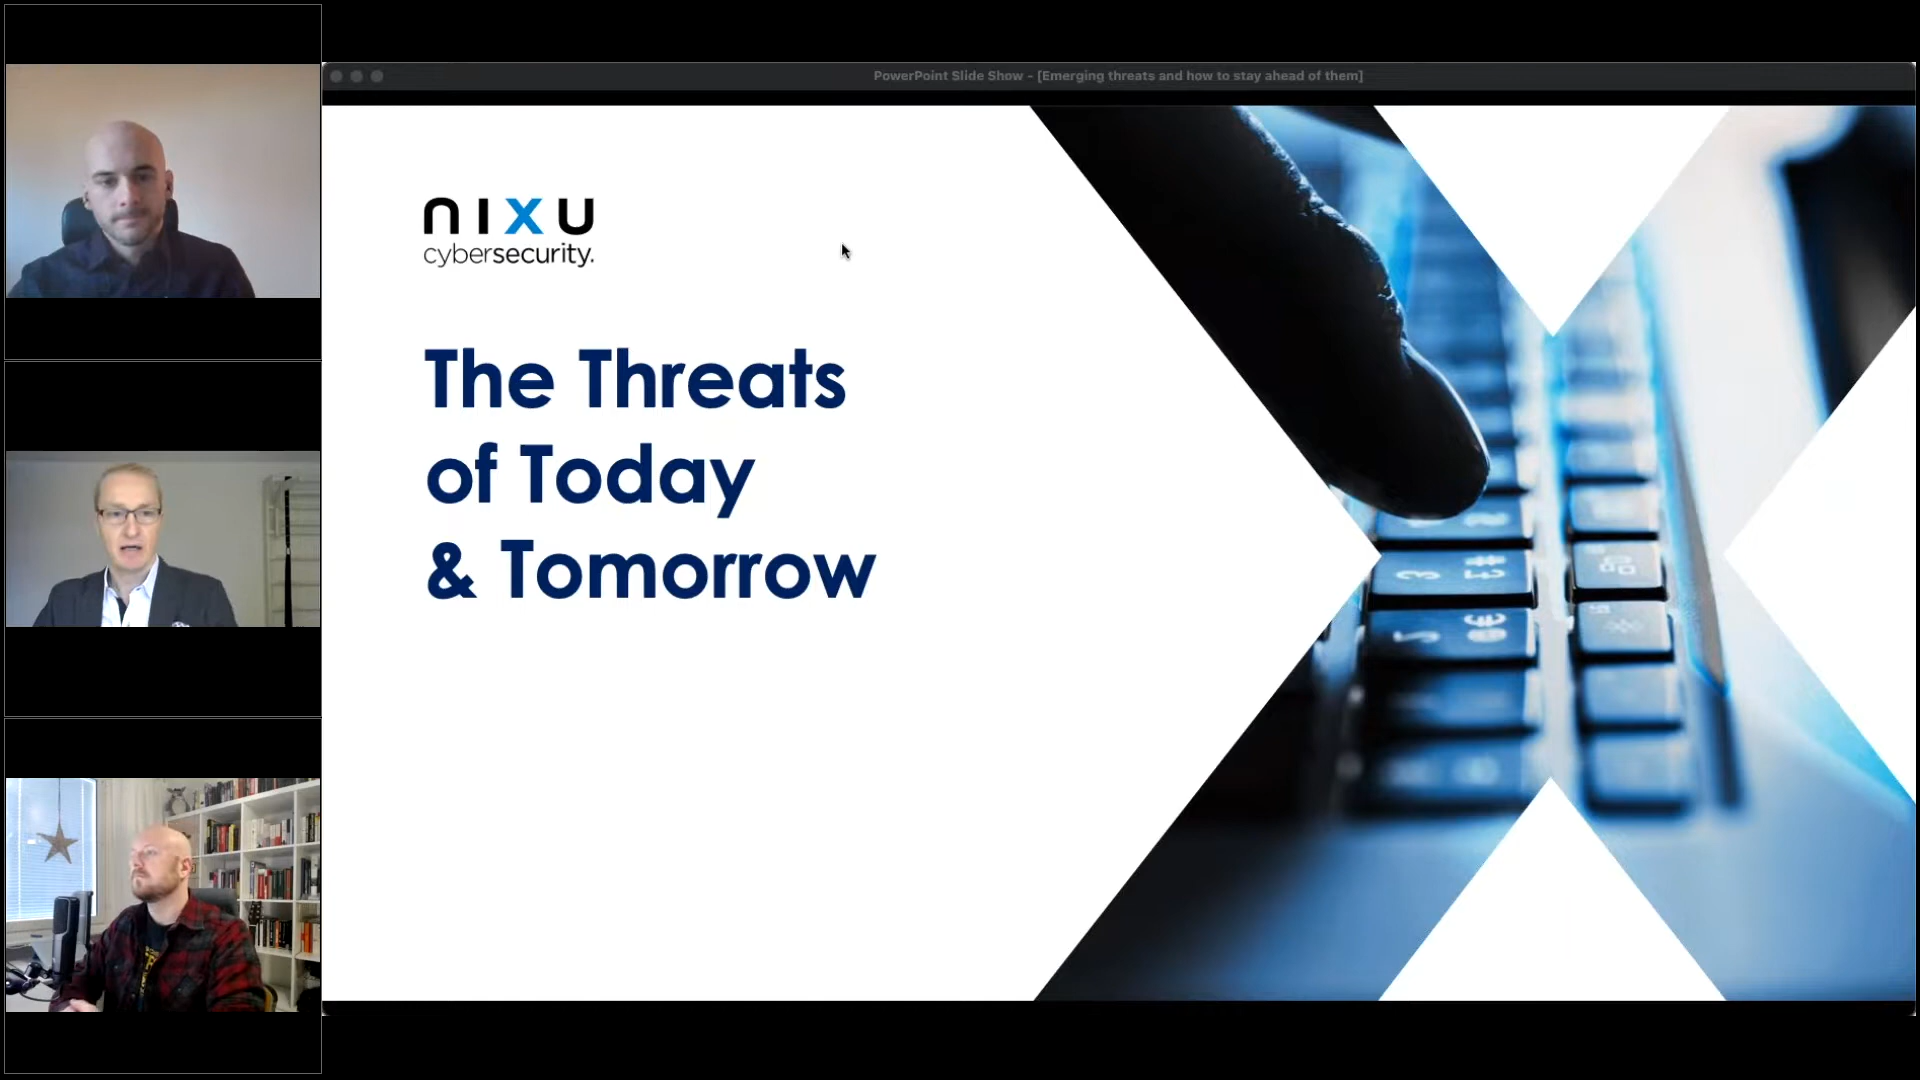 PowerPoint Slide Show - [Emerging threats and how to stay ahead of them]
nixu
cybersecurity.
The Threats
of Today
& Tomorrow